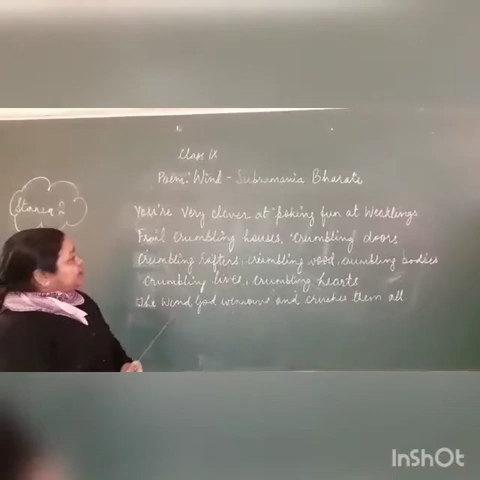 Class IX
Poem: Wind - Subramania Bharati
Stanza 2
You're very clever at poking fun at Weaklings
Frail crumbling houses, crumbling doors,
Crumbling rafters, crumbling wood, crumbling bodies
crumbling lives, crumbling hearts
The Wind God winnows and crushes them all
InShOt